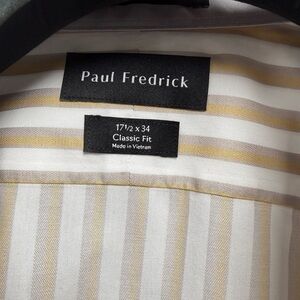 Paul Fredrick
17½ x 34
Classic Fit
Made in Vietnam